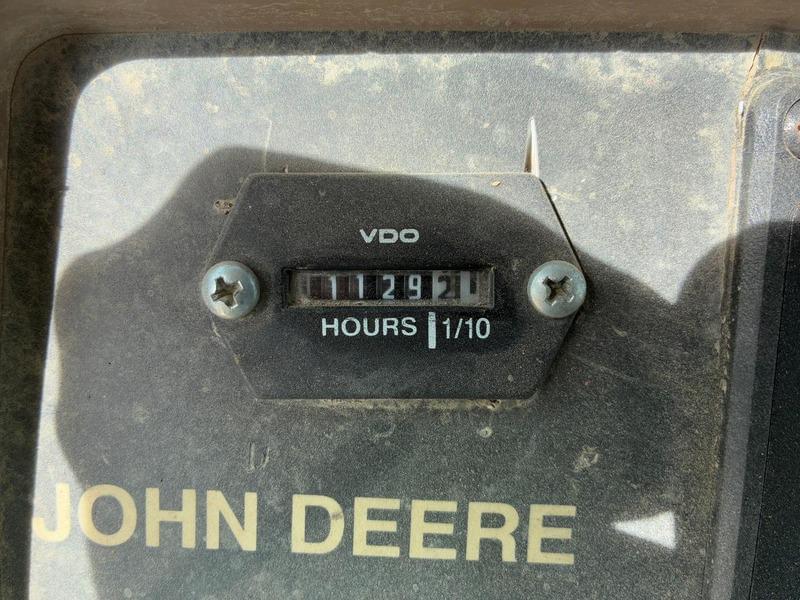 VDO
11292
HOURS 1/10
JOHN DEERE